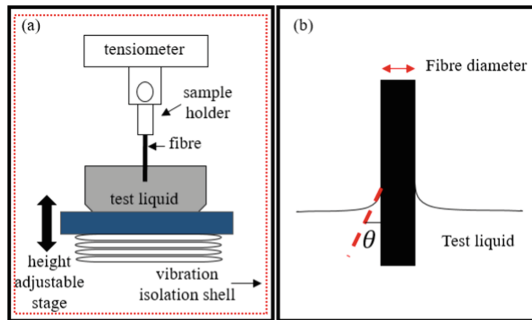 (a)
tensiometer
sample
holder
fibre
test liquid
height
adjustable
stage
vibration
isolation shell
(b)
Fibre diameter
θ
Test liquid